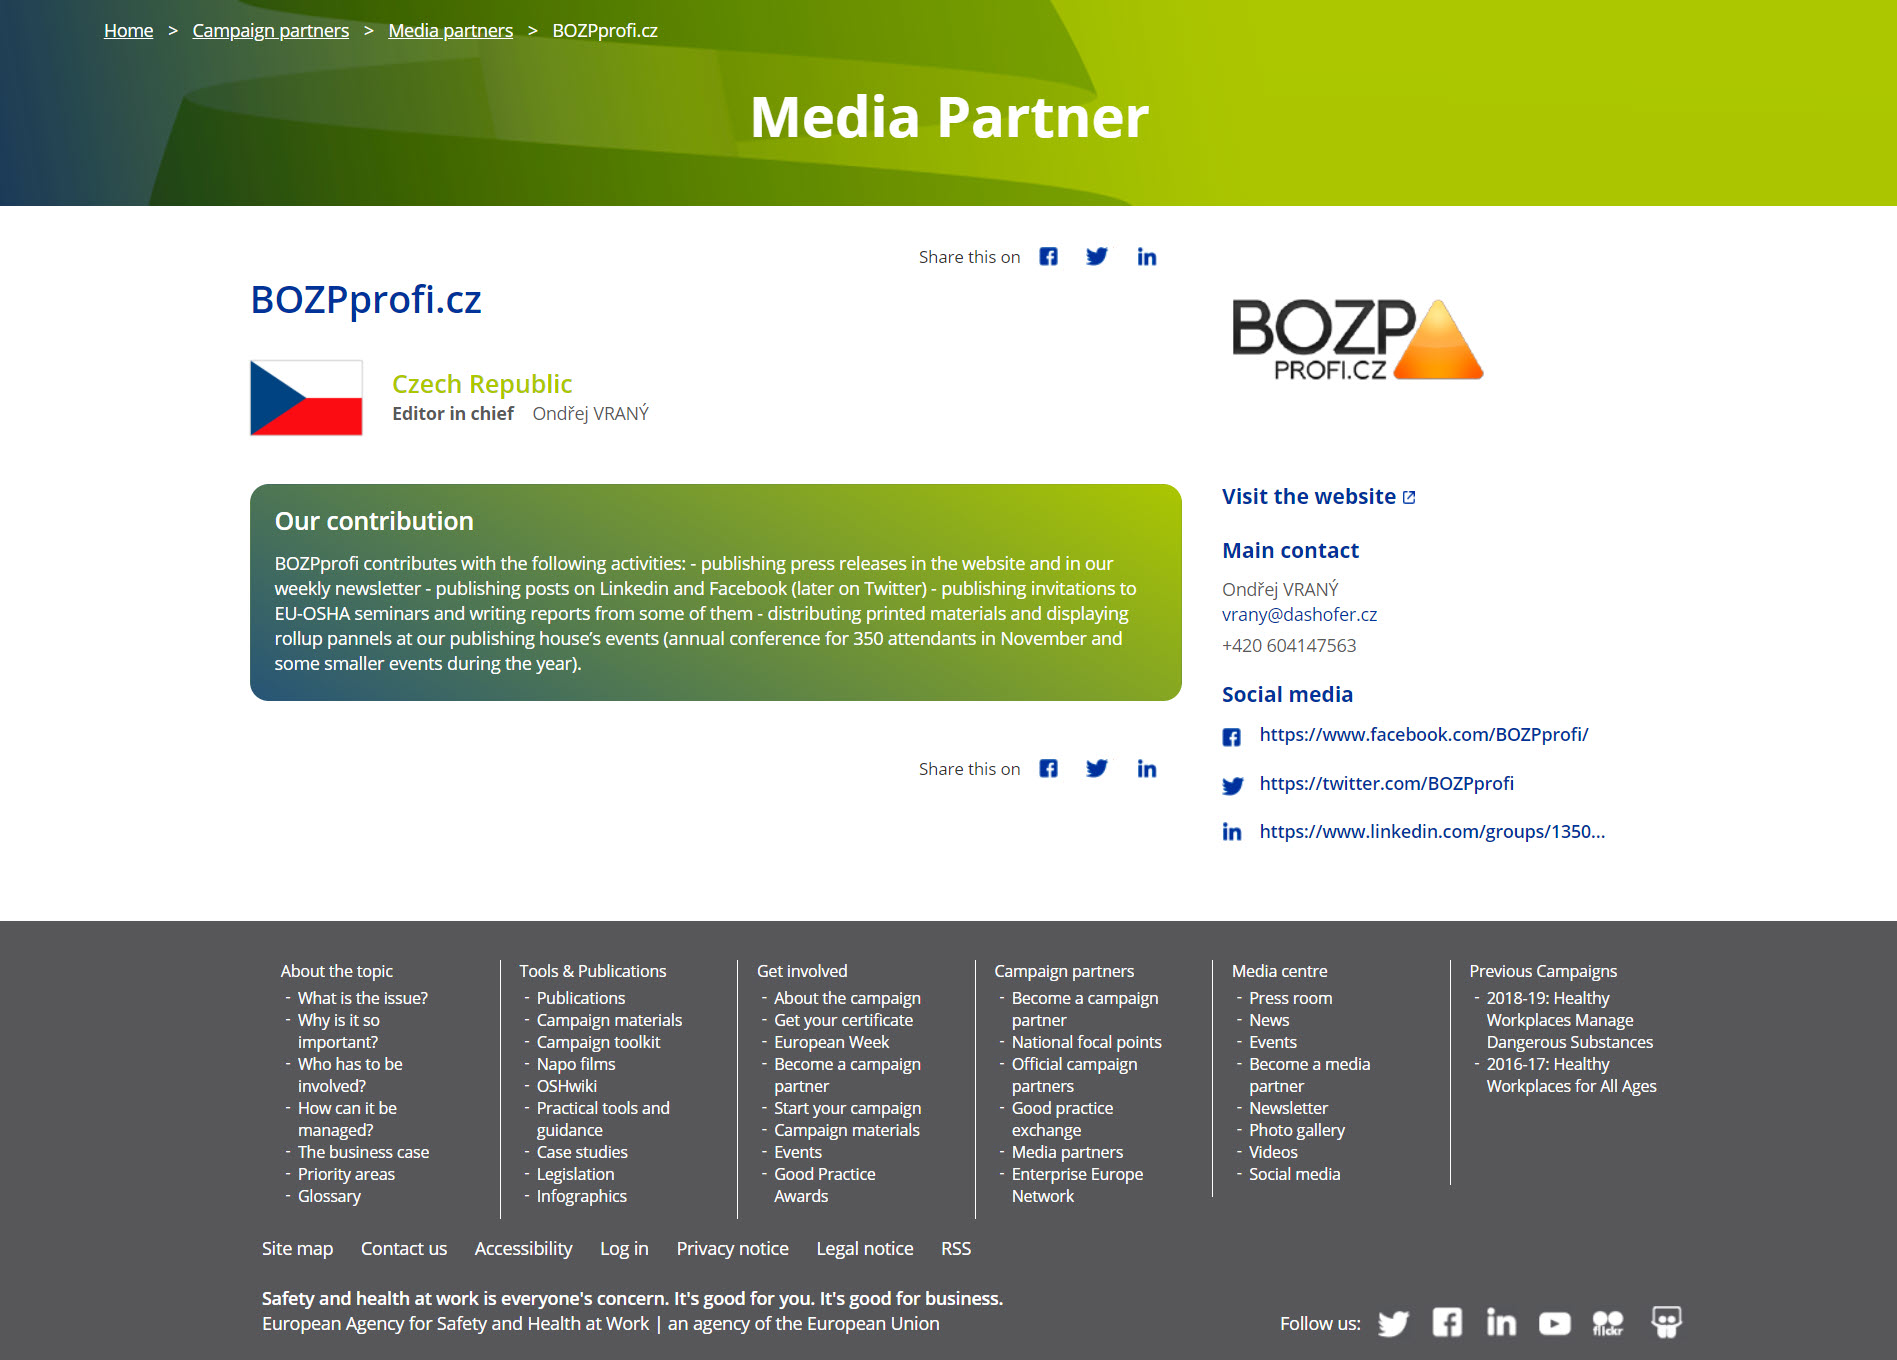 Home > Campaign partners > Media partners > BOZPprofi.cz
Media Partner
Share this on
BOZPprofi.cz
BOZP
PROFI.CZ
Czech Republic
Editor in chief Ondřej VRANÝ
Our contribution
BOZPprofi contributes with the following activities: - publishing press releases in the website and in our
weekly newsletter - publishing posts on Linkedin and Facebook (later on Twitter) - publishing invitations to
EU-OSHA seminars and writing reports from some of them - distributing printed materials and displaying
rollup pannels at our publishing house’s events (annual conference for 350 attendants in November and
some smaller events during the year).
Share this on
Visit the website
Main contact
Ondřej VRANÝ
vrany@dashofer.cz
+420 604147563
Social media
https://www.facebook.com/BOZPprofi/
https://twitter.com/BOZPprofi
https://www.linkedin.com/groups/1350...
About the topic
- What is the issue?
- Why is it so
important?
- Who has to be
involved?
- How can it be
managed?
- The business case
- Priority areas
- Glossary
Tools & Publications
- Publications
- Campaign materials
- Campaign toolkit
- Napo films
- OSHwiki
- Practical tools and
guidance
- Case studies
- Legislation
- Infographics
Get involved
- About the campaign
- Get your certificate
- European Week
- Become a campaign
partner
- Start your campaign
- Campaign materials
- Events
- Good Practice
Awards
Campaign partners
- Become a campaign
partner
- National focal points
- Official campaign
partners
- Good practice
exchange
- Media partners
- Enterprise Europe
Network
Media centre
- Press room
- News
- Events
- Become a media
partner
- Newsletter
- Photo gallery
- Videos
- Social media
Previous Campaigns
- 2018-19: Healthy
Workplaces Manage
Dangerous Substances
- 2016-17: Healthy
Workplaces for All Ages
Site map Contact us Accessibility Log in Privacy notice Legal notice RSS
Safety and health at work is everyone's concern. It's good for you. It's good for business.
European Agency for Safety and Health at Work | an agency of the European Union
Follow us:
flickr